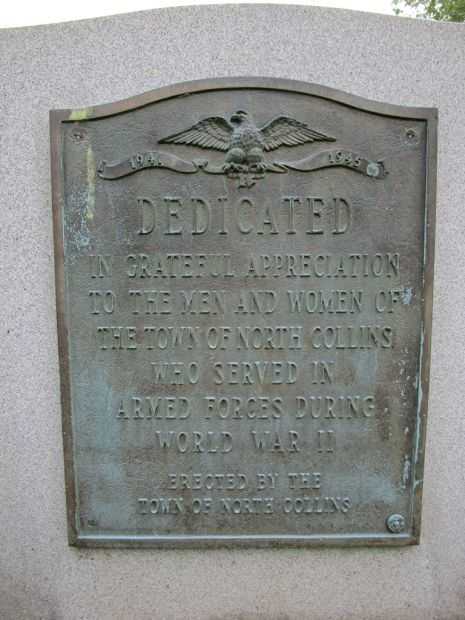 1941 1945
DEDICATED
IN GRATEFUL APPRECIATION
TO THE MEN AND WOMEN OF
THE TOWN OF NORTH COLLINS
WHO SERVED IN
ARMED FORCES DURING
WORLD WAR II
ERECTED BY THE
TOWN OF NORTH COLLINS